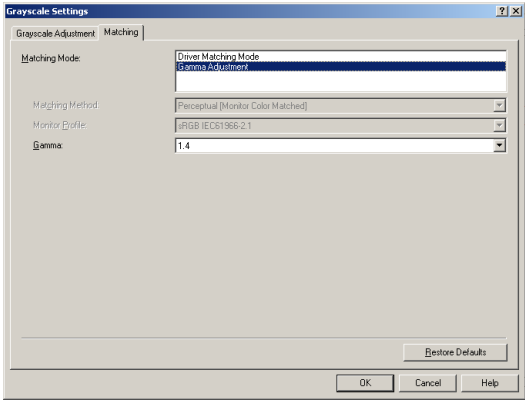 Grayscale Settings
Grayscale Adjustment Matching
Matching Mode: Driver Matching Mode
Gamma Adjustment
Matching Method: Perceptual [Monitor Color Matched]
Monitor Profile: sRGB IEC61966-2.1
Gamma: 1.4
Restore Defaults
OK Cancel Help